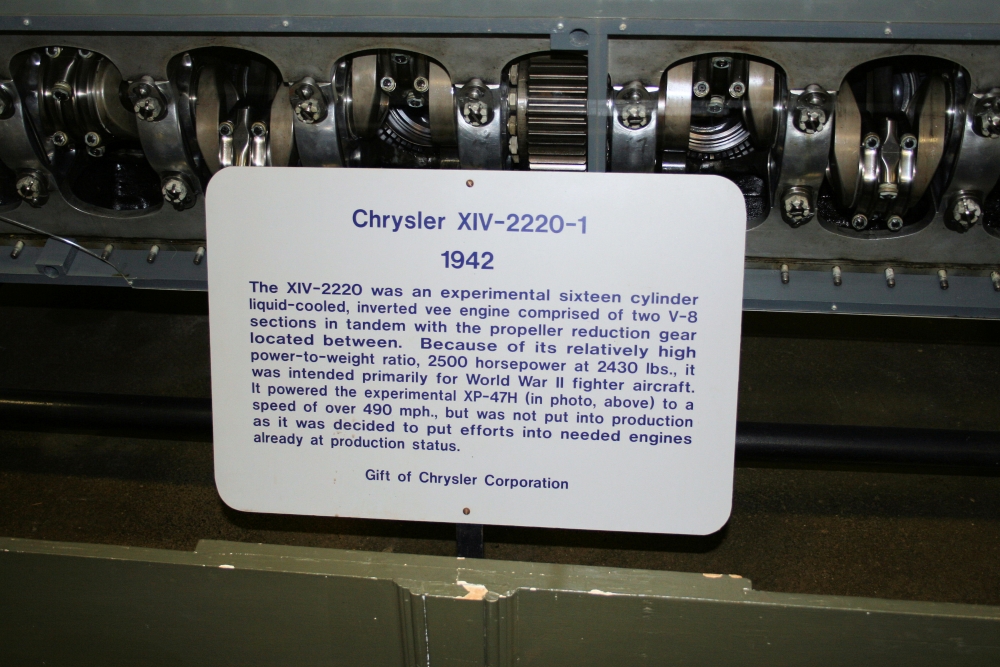 Chrysler XIV-2220-1
1942
The XIV-2220 was an experimental sixteen cylinder
liquid-cooled, inverted vee engine comprised of two V-8
sections in tandem with the propeller reduction gear
located between. Because of its relatively high
power-to-weight ratio, 2500 horsepower at 2430 lbs., it
was intended primarily for World War II fighter aircraft.
It powered the experimental XP-47H (in photo, above) to a
speed of over 490 mph., but was not put into production
as it was decided to put efforts into needed engines
already at production status.
Gift of Chrysler Corporation